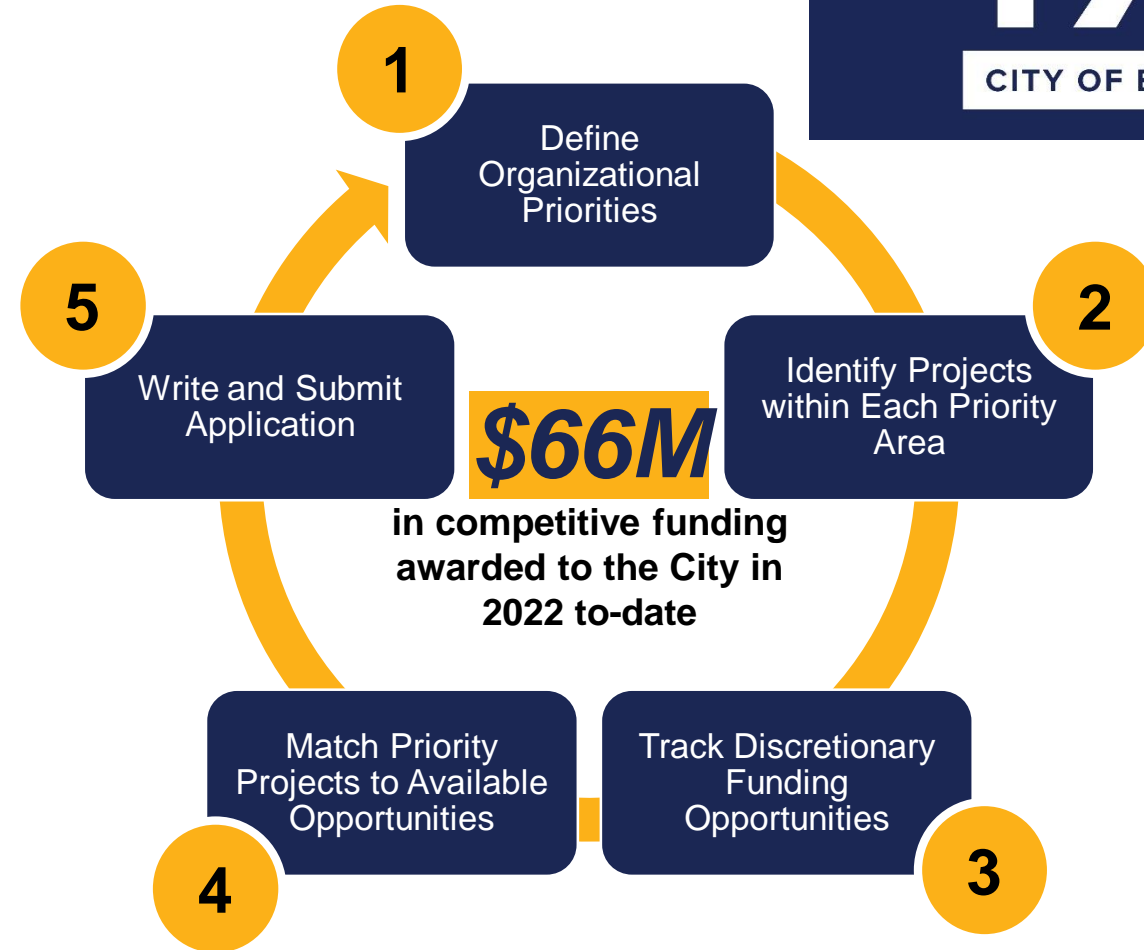 CITY OF
1
Define
Organizational
Priorities
2
Identify Projects
within Each Priority
Area
5
Write and Submit
Application
$66M
in competitive funding
awarded to the City in
2022 to-date
Match Priority
Projects to Available
Opportunities
4
Track Discretionary
Funding
Opportunities
3